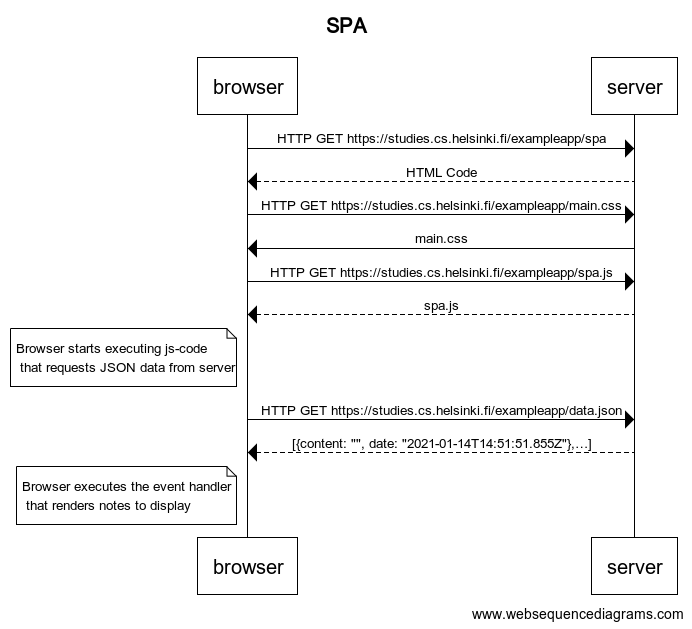 SPA
browser
server
HTTP GET https://studies.cs.helsinki.fi/exampleapp/spa
HTML Code
HTTP GET https://studies.cs.helsinki.fi/exampleapp/main.css
main.css
HTTP GET https://studies.cs.helsinki.fi/exampleapp/spa.js
spa.js
Browser starts executing js-code
that requests JSON data from server
HTTP GET https://studies.cs.helsinki.fi/exampleapp/data.json
[{content: "", date: "2021-01-14T14:51:51.855Z"},…]
Browser executes the event handler
that renders notes to display
browser
server
www.websequencediagrams.com